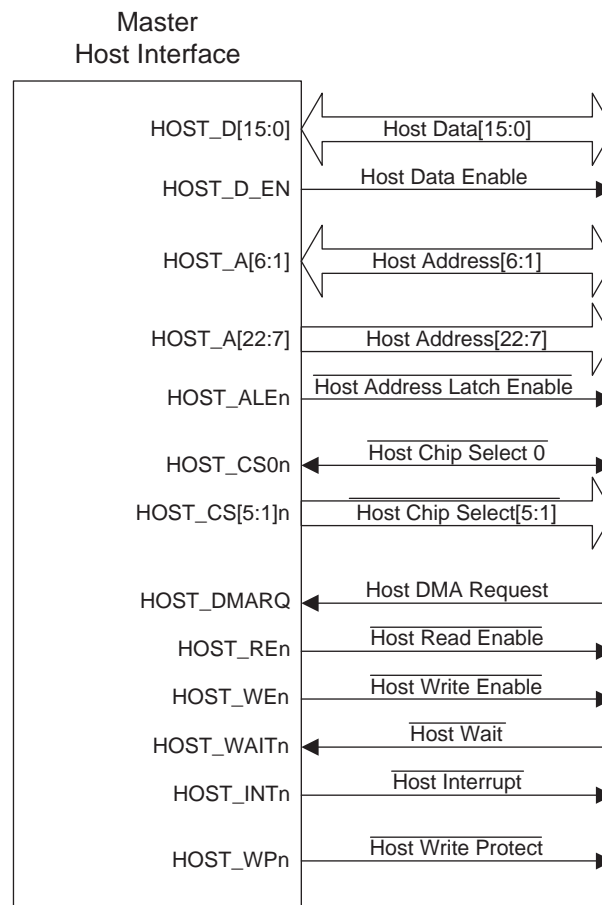 Master
Host Interface
HOST_D[15:0] Host Data[15:0]
HOST_D_EN Host Data Enable
HOST_A[6:1] Host Address[6:1]
HOST_A[22:7] Host Address[22:7]
HOST_ALEn Host Address Latch Enable
HOST_CS0n Host Chip Select 0
HOST_CS[5:1]n Host Chip Select[5:1]
HOST_DMARQ Host DMA Request
HOST_REn Host Read Enable
HOST_WEn Host Write Enable
HOST_WAITn Host Wait
HOST_INTn Host Interrupt
HOST_WPn Host Write Protect